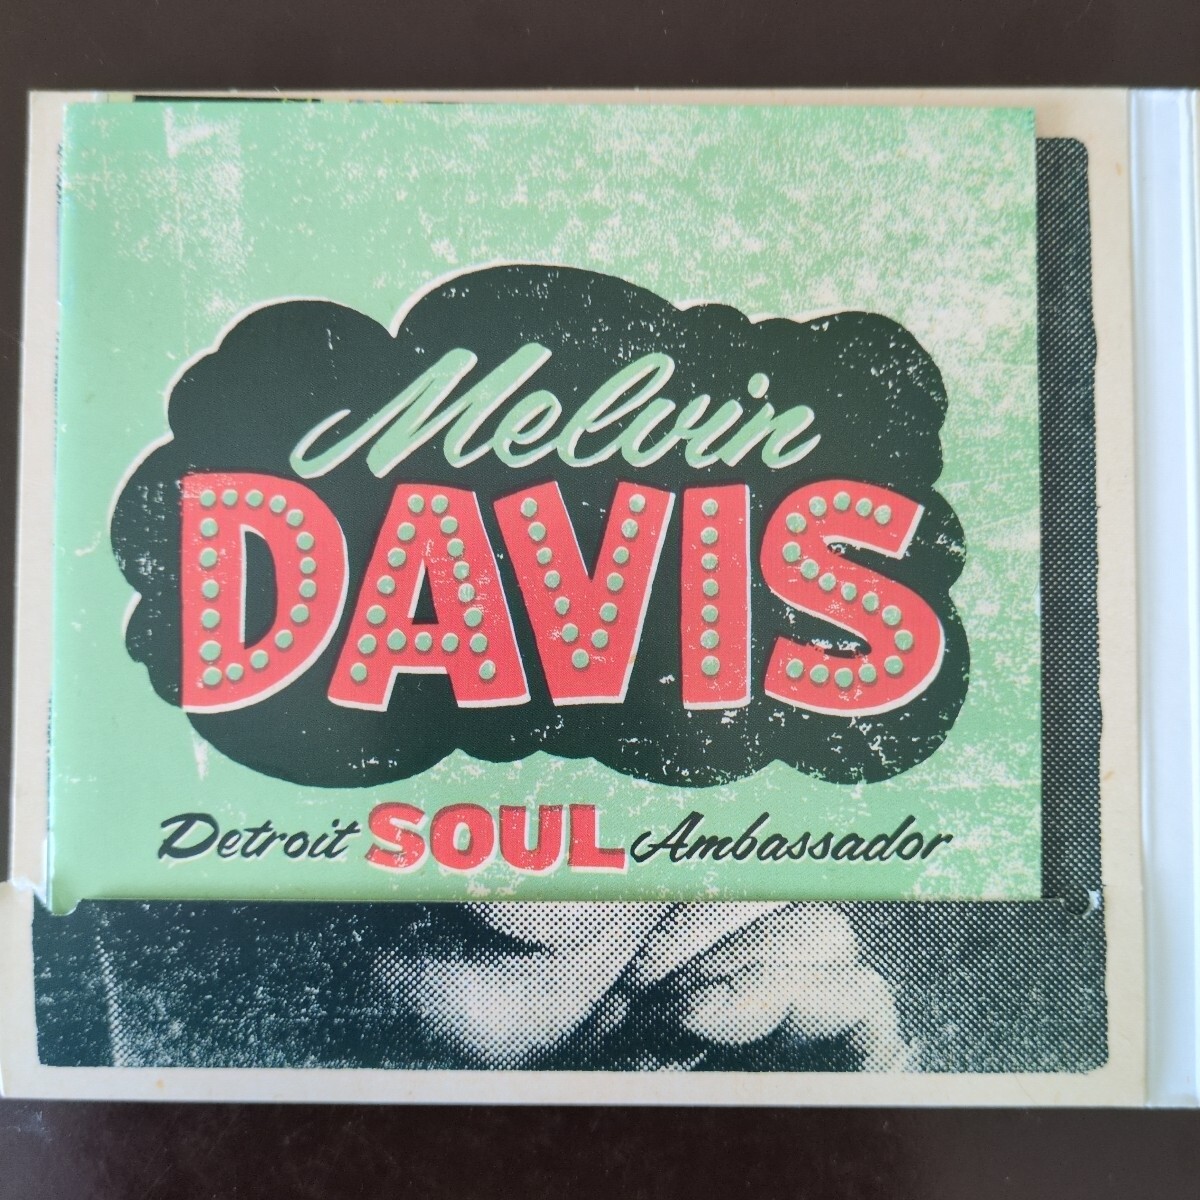 Melvin
DAVIS
Detroit SOUL Ambassador